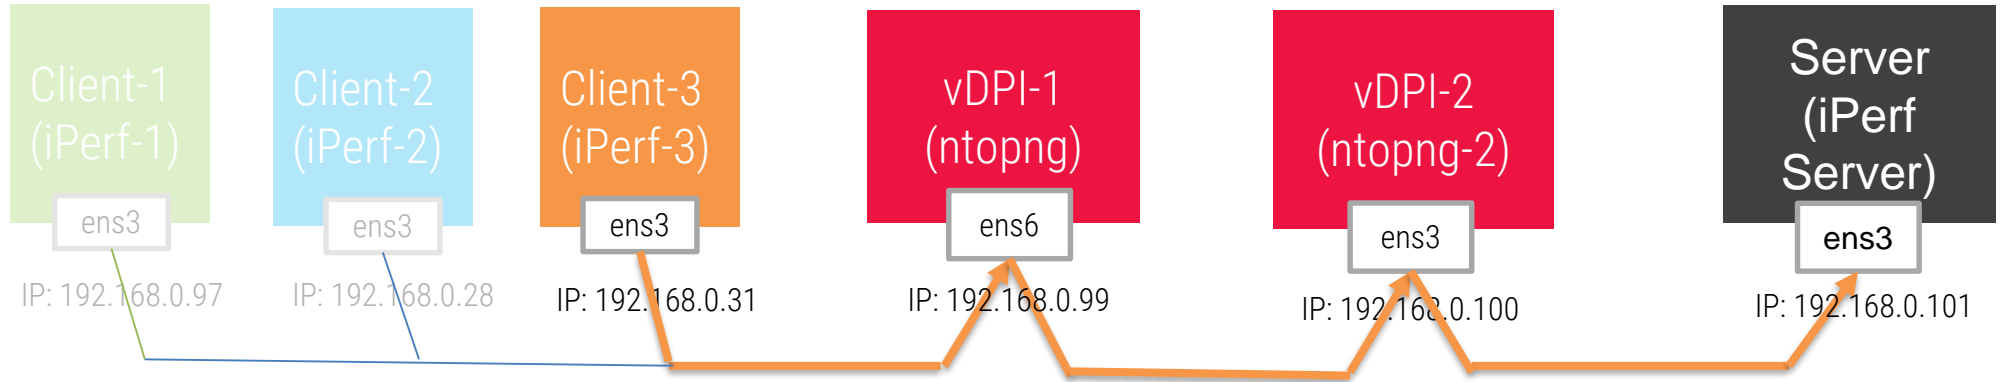 Client-1
(iPerf-1)
ens3
IP: 192.168.0.97
Client-2
(iPerf-2)
ens3
IP: 192.168.0.28
Client-3
(iPerf-3)
ens3
IP: 192.168.0.31
vDPI-1
(ntopng)
ens6
IP: 192.168.0.99
vDPI-2
(ntopng-2)
ens3
IP: 192.168.0.100
Server
(iPerf
Server)
ens3
IP: 192.168.0.101